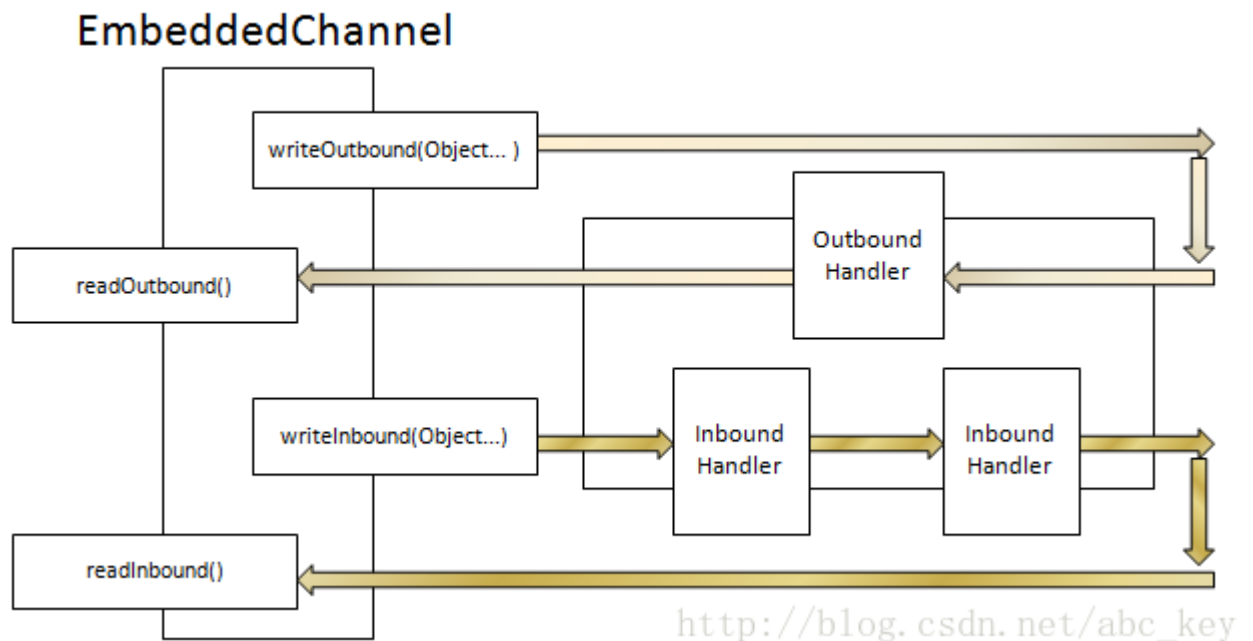 EmbeddedChannel
writeOutbound(Object... )
Outbound
Handler
readOutbound()
writeInbound(Object...)
Inbound
Handler
Inbound
Handler
readInbound()
http://blog.csdn.net/abc_key